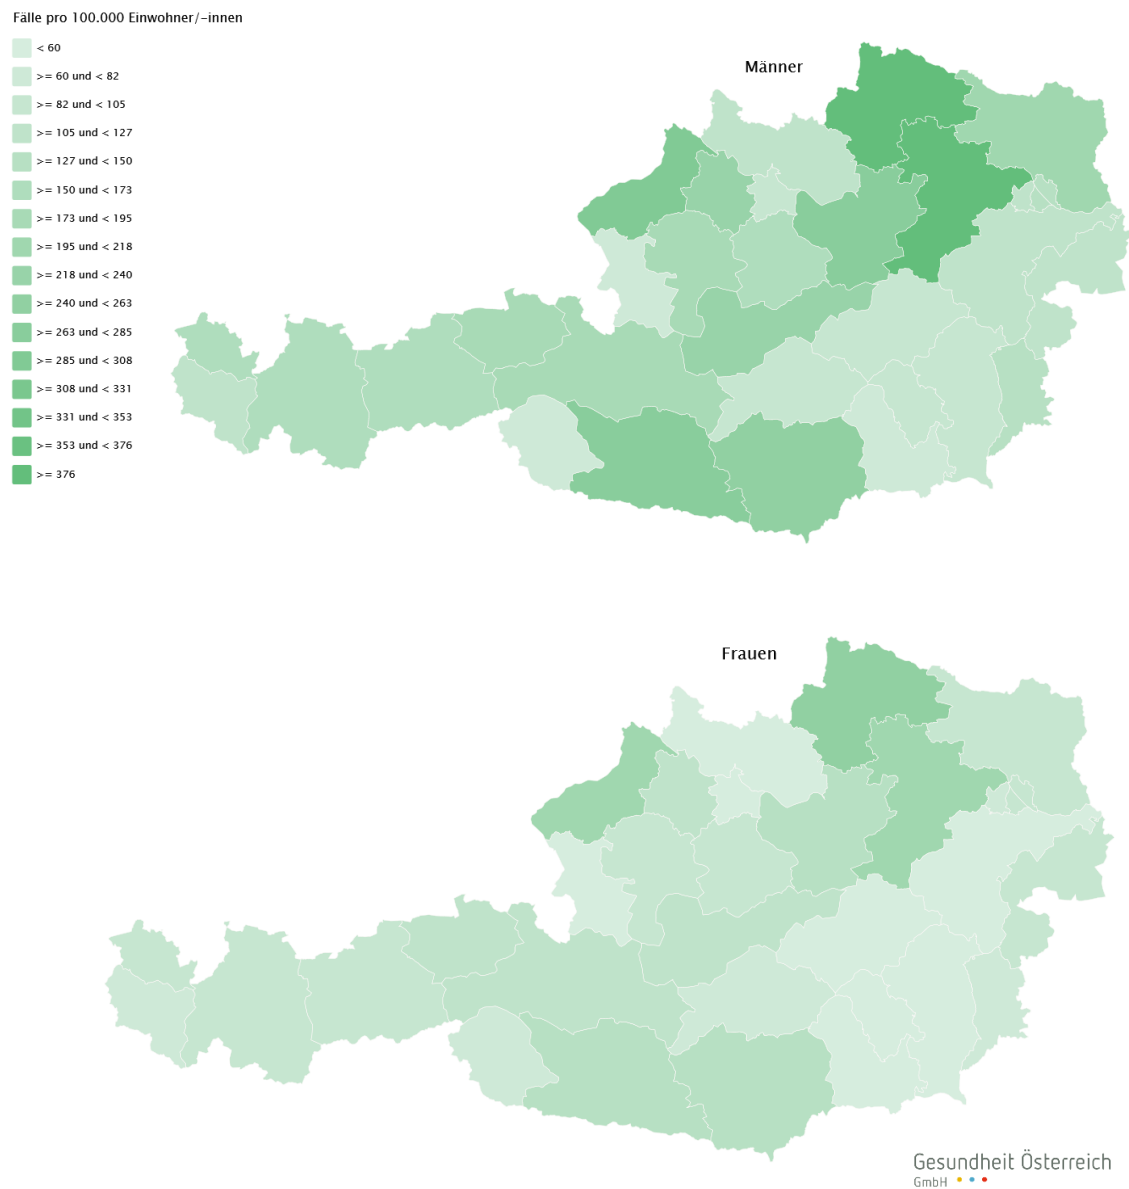 Fälle pro 100.000 Einwohner/-innen
< 60
>= 60 und < 82
>= 82 und < 105
>= 105 und < 127
>= 127 und < 150
>= 150 und < 173
>= 173 und < 195
>= 195 und < 218
>= 218 und < 240
>= 240 und < 263
>= 263 und < 285
>= 285 und < 308
>= 308 und < 331
>= 331 und < 353
>= 353 und < 376
>= 376
Männer
Frauen
Gesundheit Österreich
GmbH